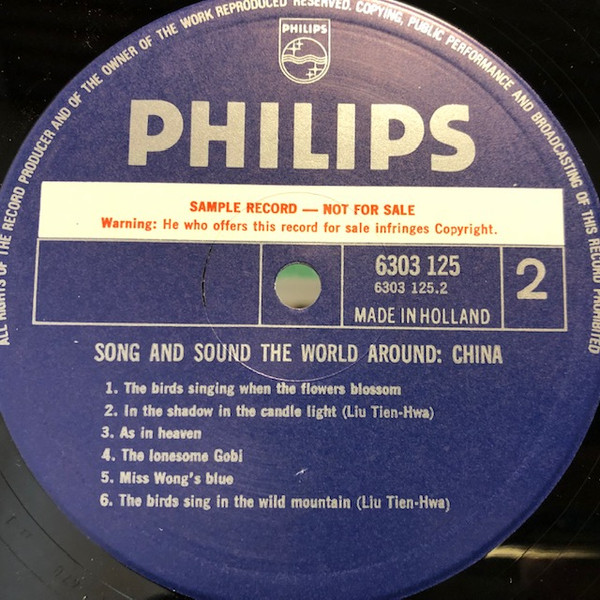 ALL RIGHTS OF THE RECORD PRODUCER AND OF THE OWNER OF THE WORK REPRODUCED RESERVED. COPYING, PUBLIC PERFORMANCE AND BROADCASTING OF THIS RECORD PROHIBITED
PHILIPS
PHILIPS
SAMPLE RECORD — NOT FOR SALE
Warning: He who offers this record for sale infringes Copyright.
6303 125
6303 125.2
2
MADE IN HOLLAND
SONG AND SOUND THE WORLD AROUND: CHINA
1. The birds singing when the flowers blossom
2. In the shadow in the candle light (Liu Tien-Hwa)
3. As in heaven
4. The lonesome Gobi
5. Miss Wong's blue
6. The birds sing in the wild mountain (Liu Tien-Hwa)